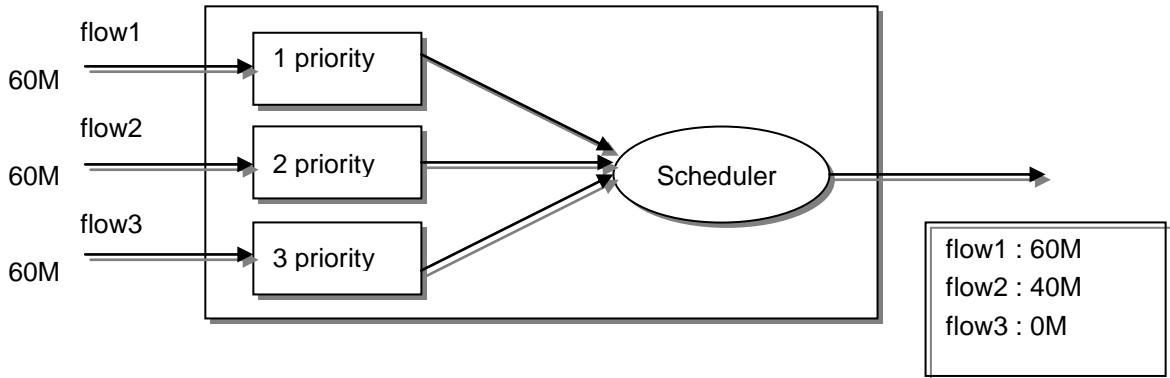 flow1
60M
1 priority
flow2
60M
2 priority
flow3
60M
3 priority
Scheduler
flow1 : 60M
flow2 : 40M
flow3 : 0M